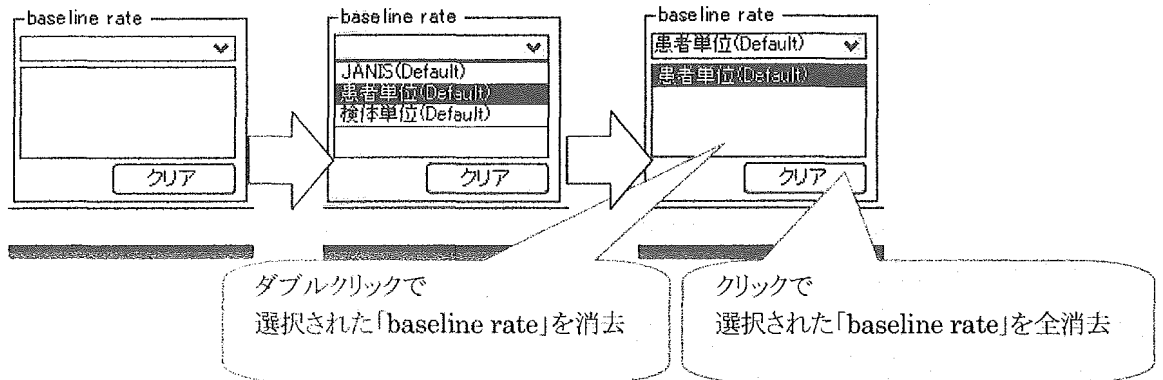 baseline rate
クリア
baseline rate
JANIS(Default)
患者単位(Default)
検体単位(Default)
クリア
baseline rate
患者単位(Default)
患者単位(Default)
クリア
ダブルクリックで
選択された「baseline rate」を消去
クリックで
選択された「baseline rate」を全消去